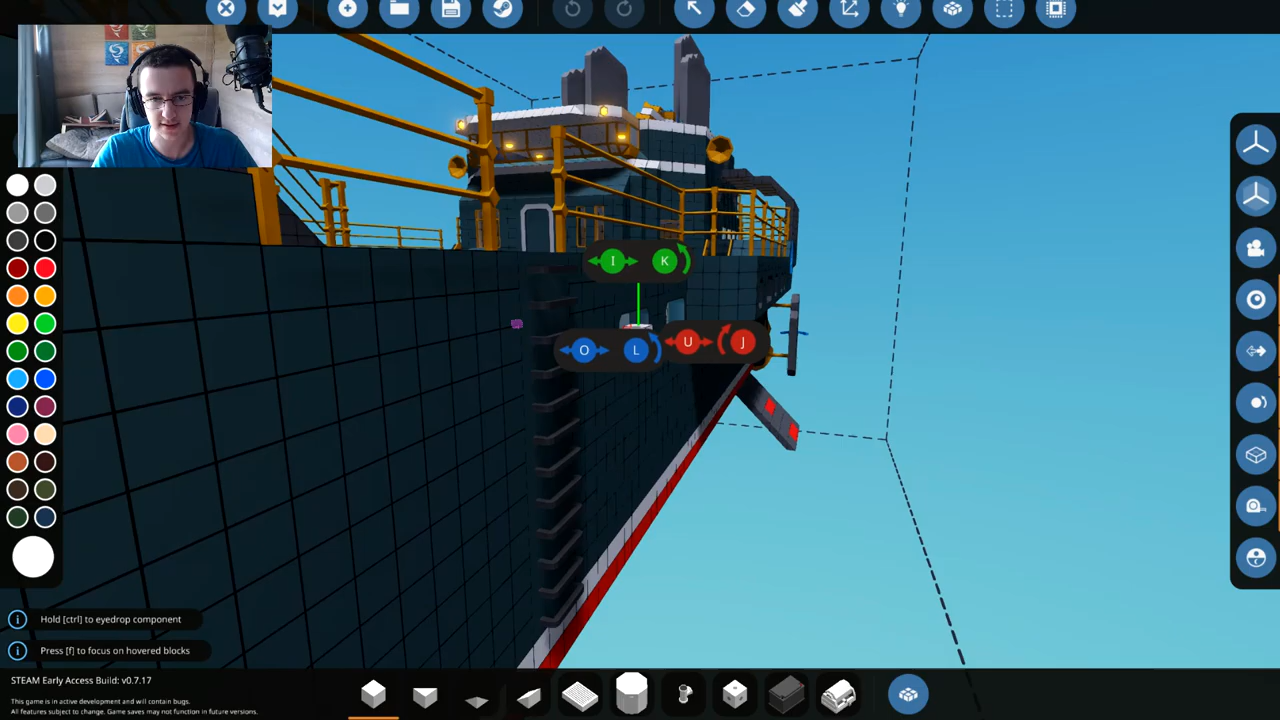 I K
O L U J
Hold [ctrl] to eyedrop component
Press [f] to focus on hovered blocks
STEAM Early Access Build: v0.7.17
This game is in active development and will contain bugs.
All features subject to change. Game saves may not function in future versions.